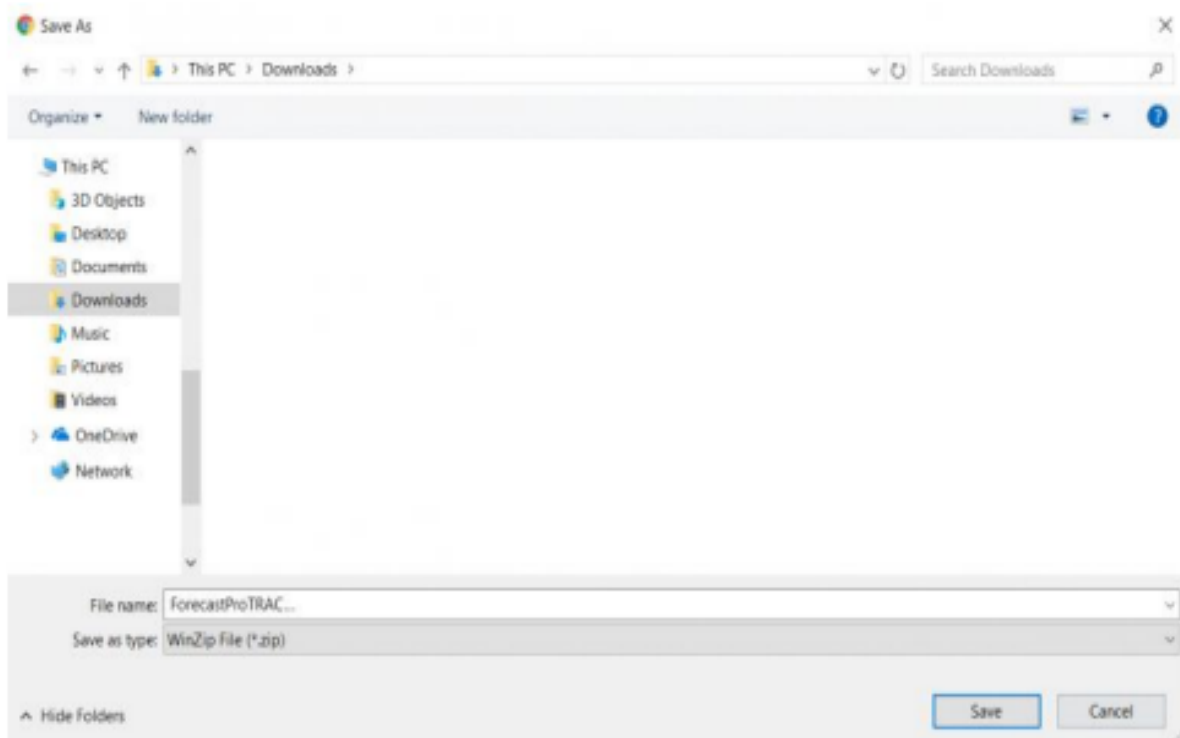 Save As
This PC > Downloads >
Search Downloads
Organize
New folder
This PC
3D Objects
Desktop
Documents
Downloads
Music
Pictures
Videos
OneDrive
Network
File name: ForecastProTRAC...
Save as type: WinZip File (*.zip)
Hide Folders
Save
Cancel